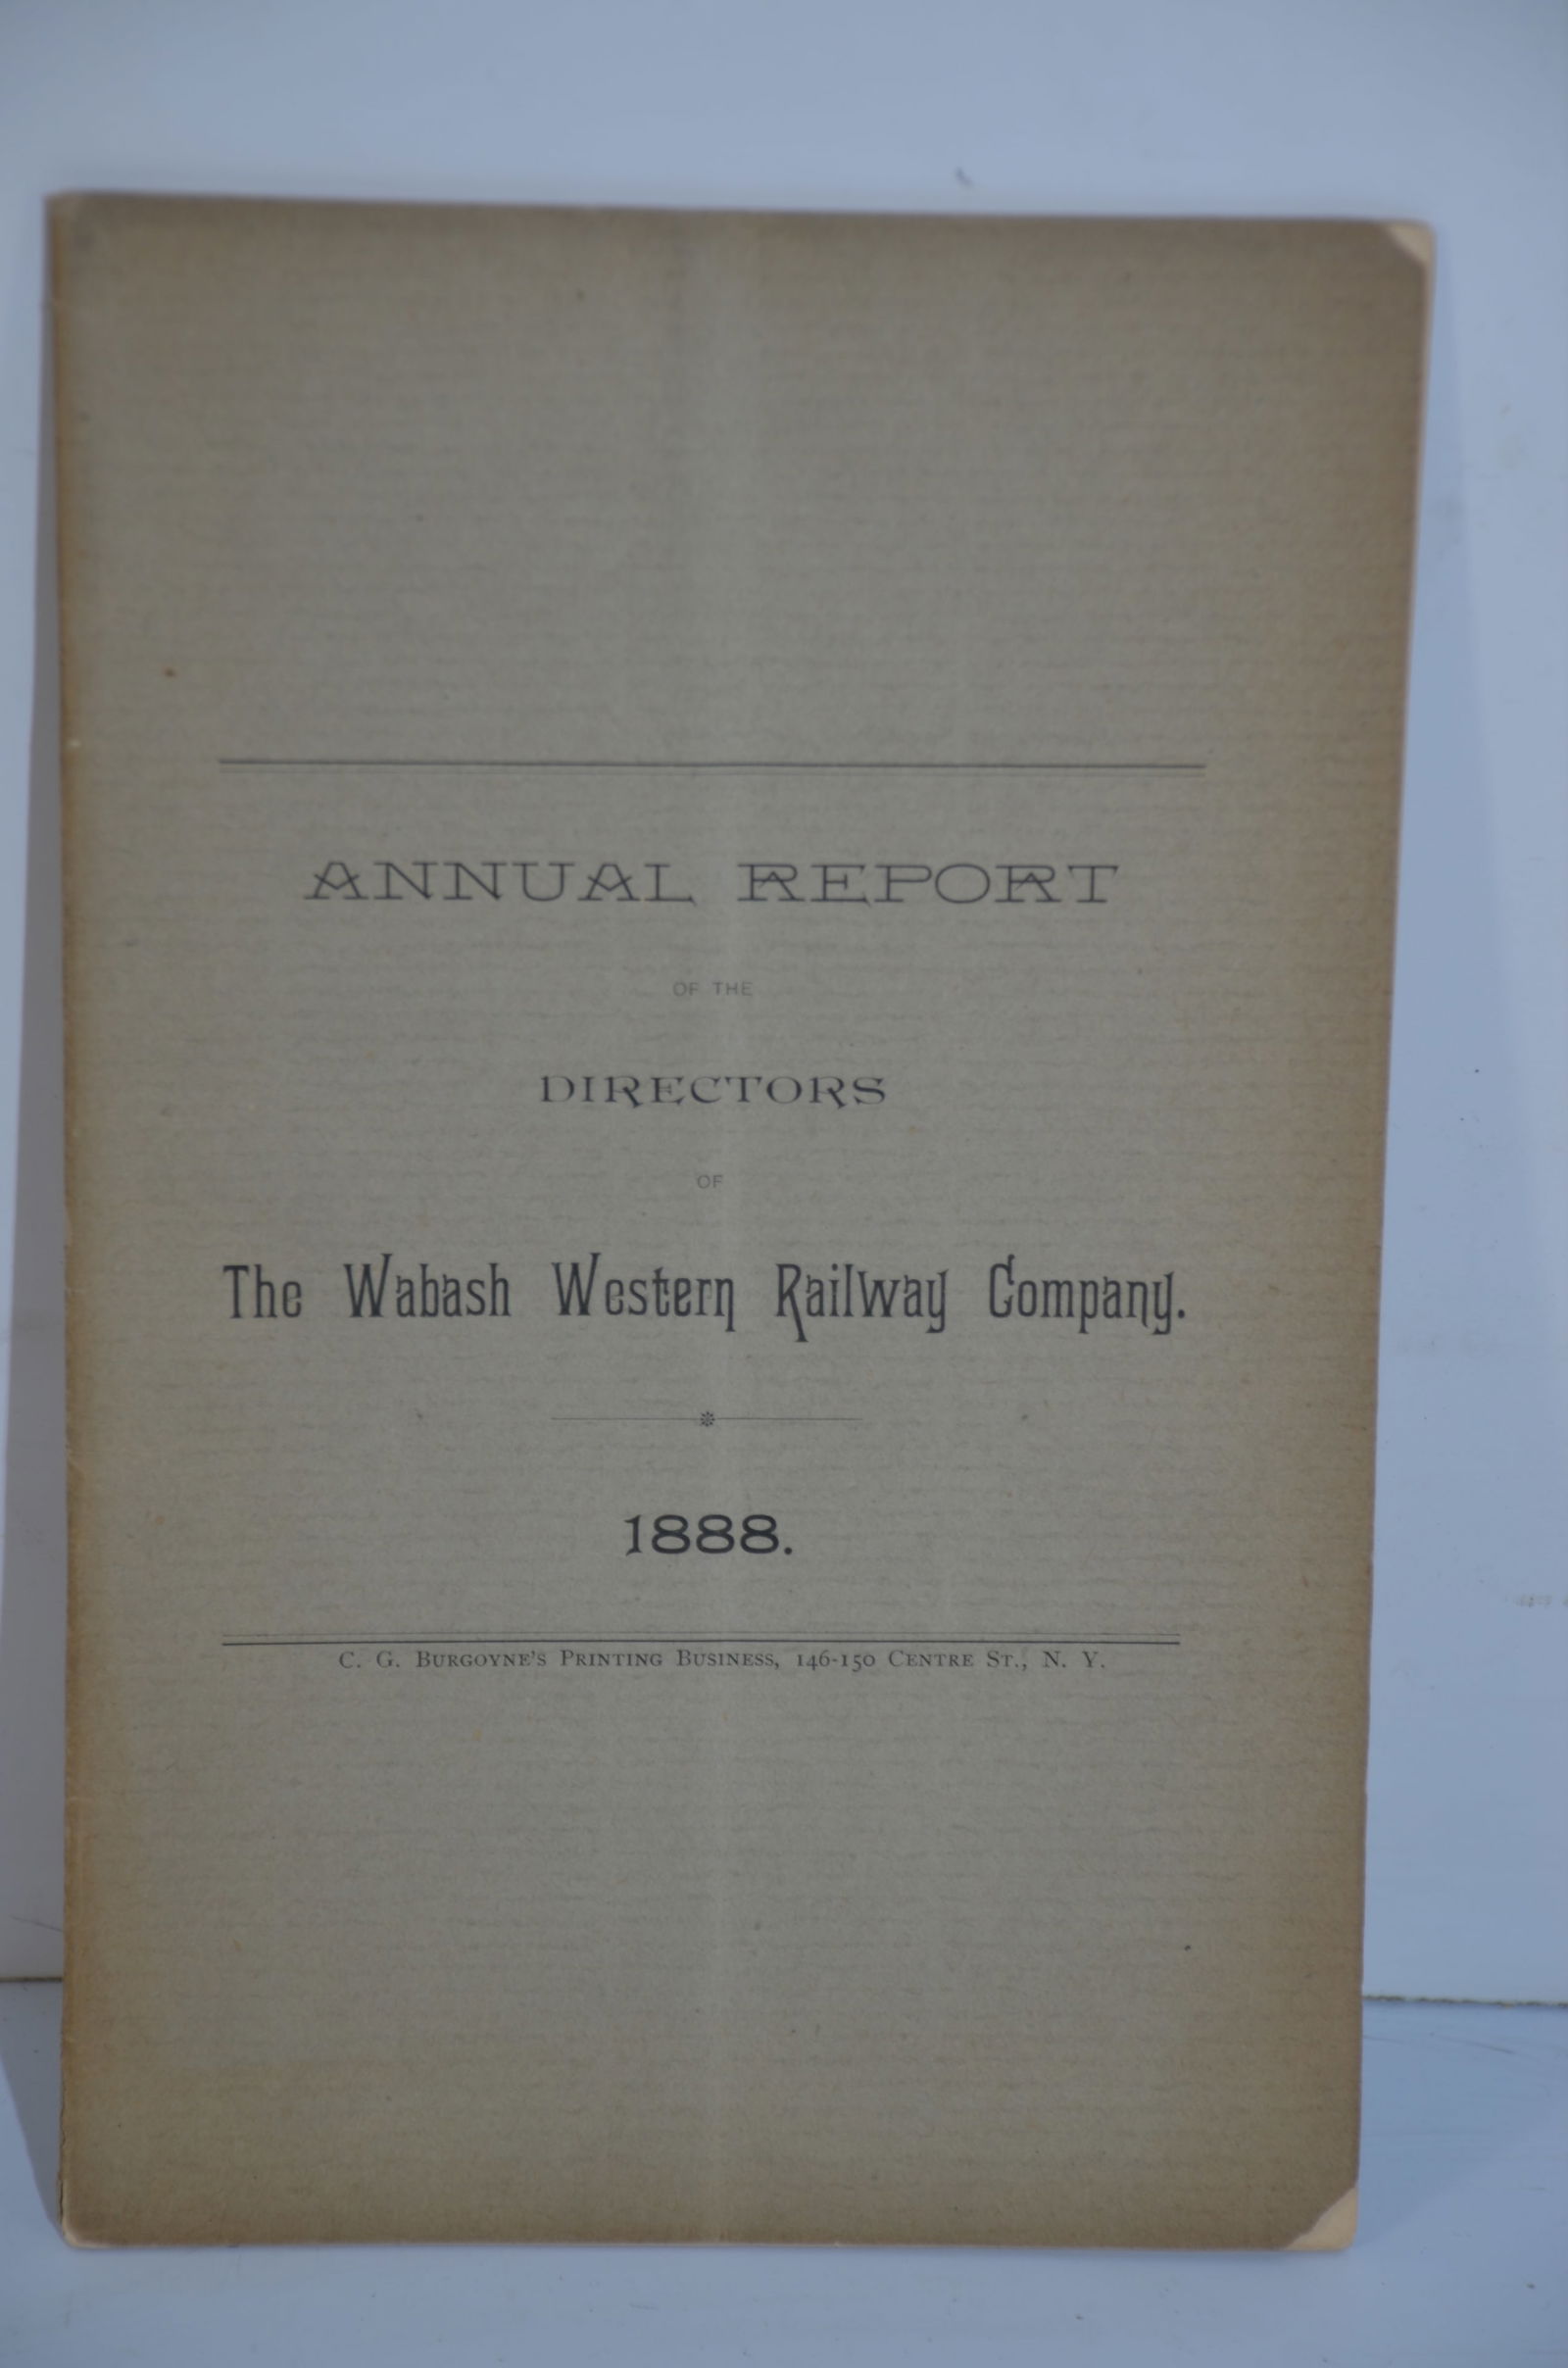 ANNUAL REPORT
OF THE
DIRECTORS
OF
The Wabash Western Railway Company.
1888.
C. G. BURGOYNE'S PRINTING BUSINESS, 146-150 CENTRE ST., N. Y.